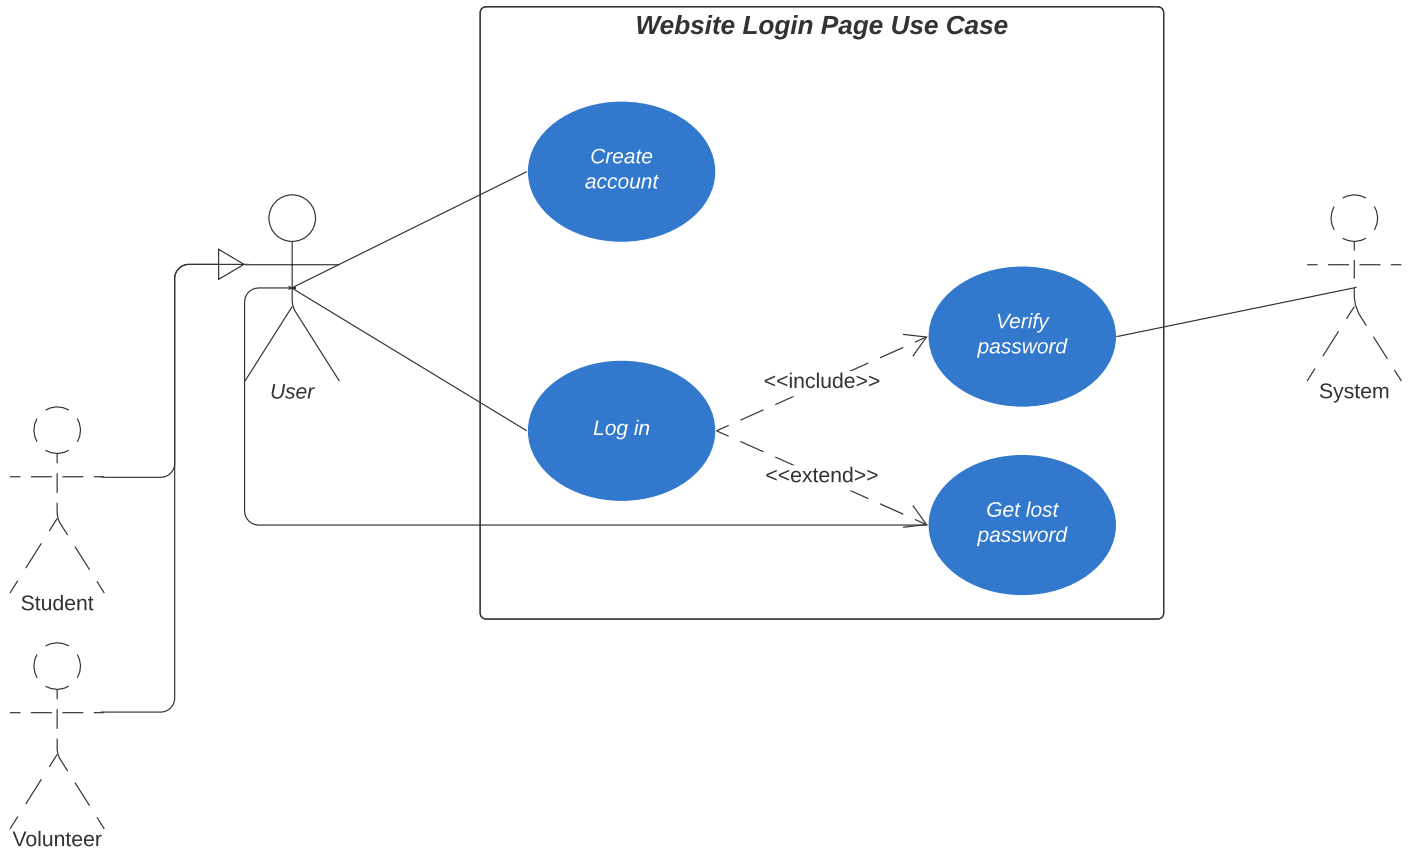 Website Login Page Use Case
Create
account
User
Log in
<<include>>
<<extend>>
Verify
password
Get lost
password
System
Student
Volunteer